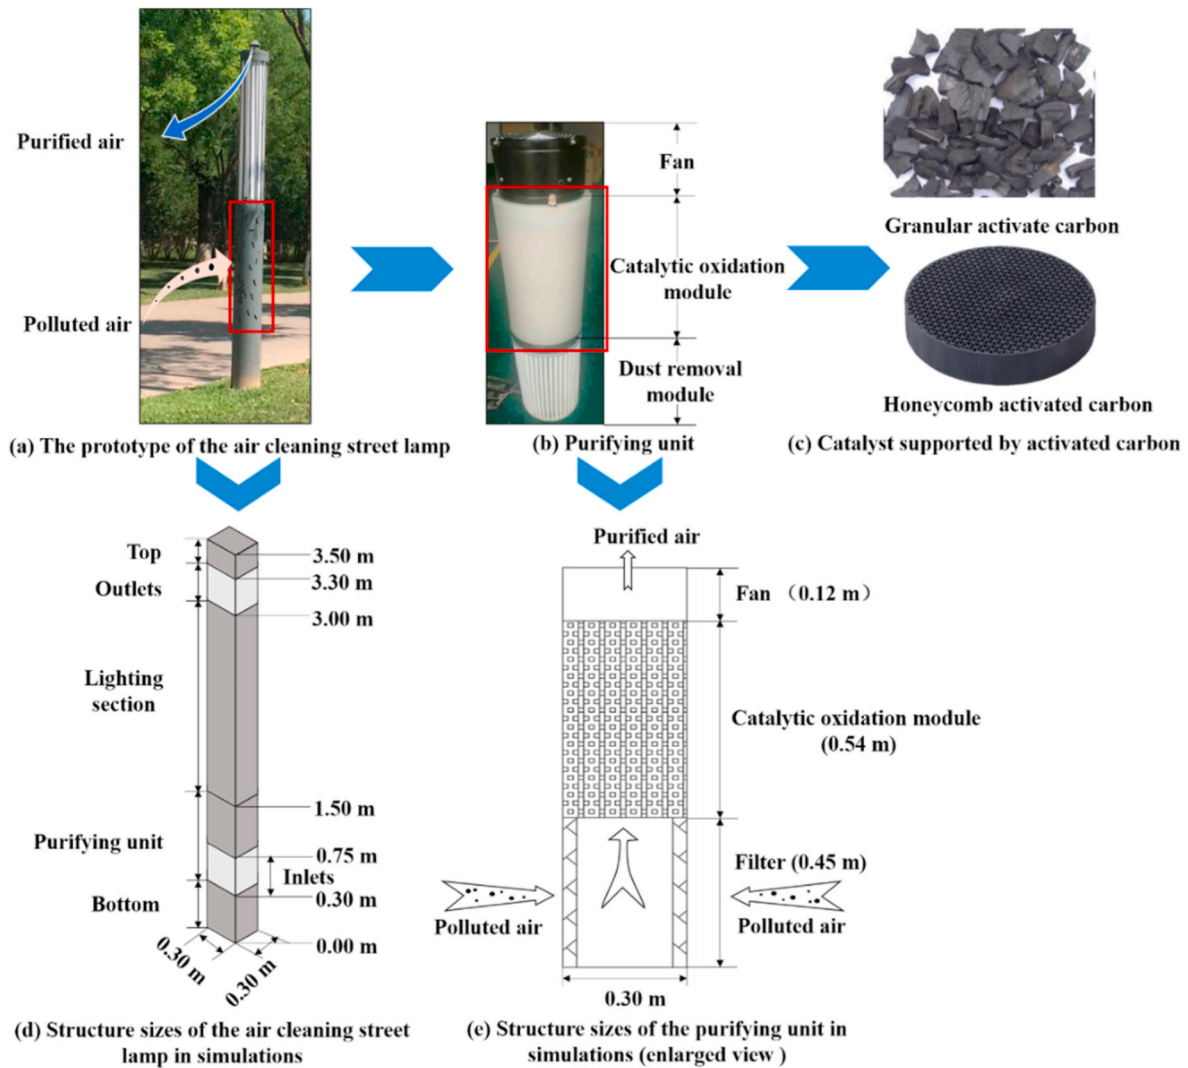 Purified air
Polluted air
Fan
Catalytic oxidation
module
Dust removal
module
Granular activate carbon
Honeycomb activated carbon
(a) The prototype of the air cleaning street lamp
(b) Purifying unit
(c) Catalyst supported by activated carbon
Top
Outlets
Lighting
section
Purifying unit
Bottom
3.50 m
3.30 m
3.00 m
1.50 m
0.75 m
Inlets
0.30 m
0.00 m
0.30 m
0.30 m
(d) Structure sizes of the air cleaning street
lamp in simulations
Purified air
Fan （0.12 m）
Catalytic oxidation module
(0.54 m)
Filter (0.45 m)
Polluted air
Polluted air
0.30 m
(e) Structure sizes of the purifying unit in
simulations (enlarged view )